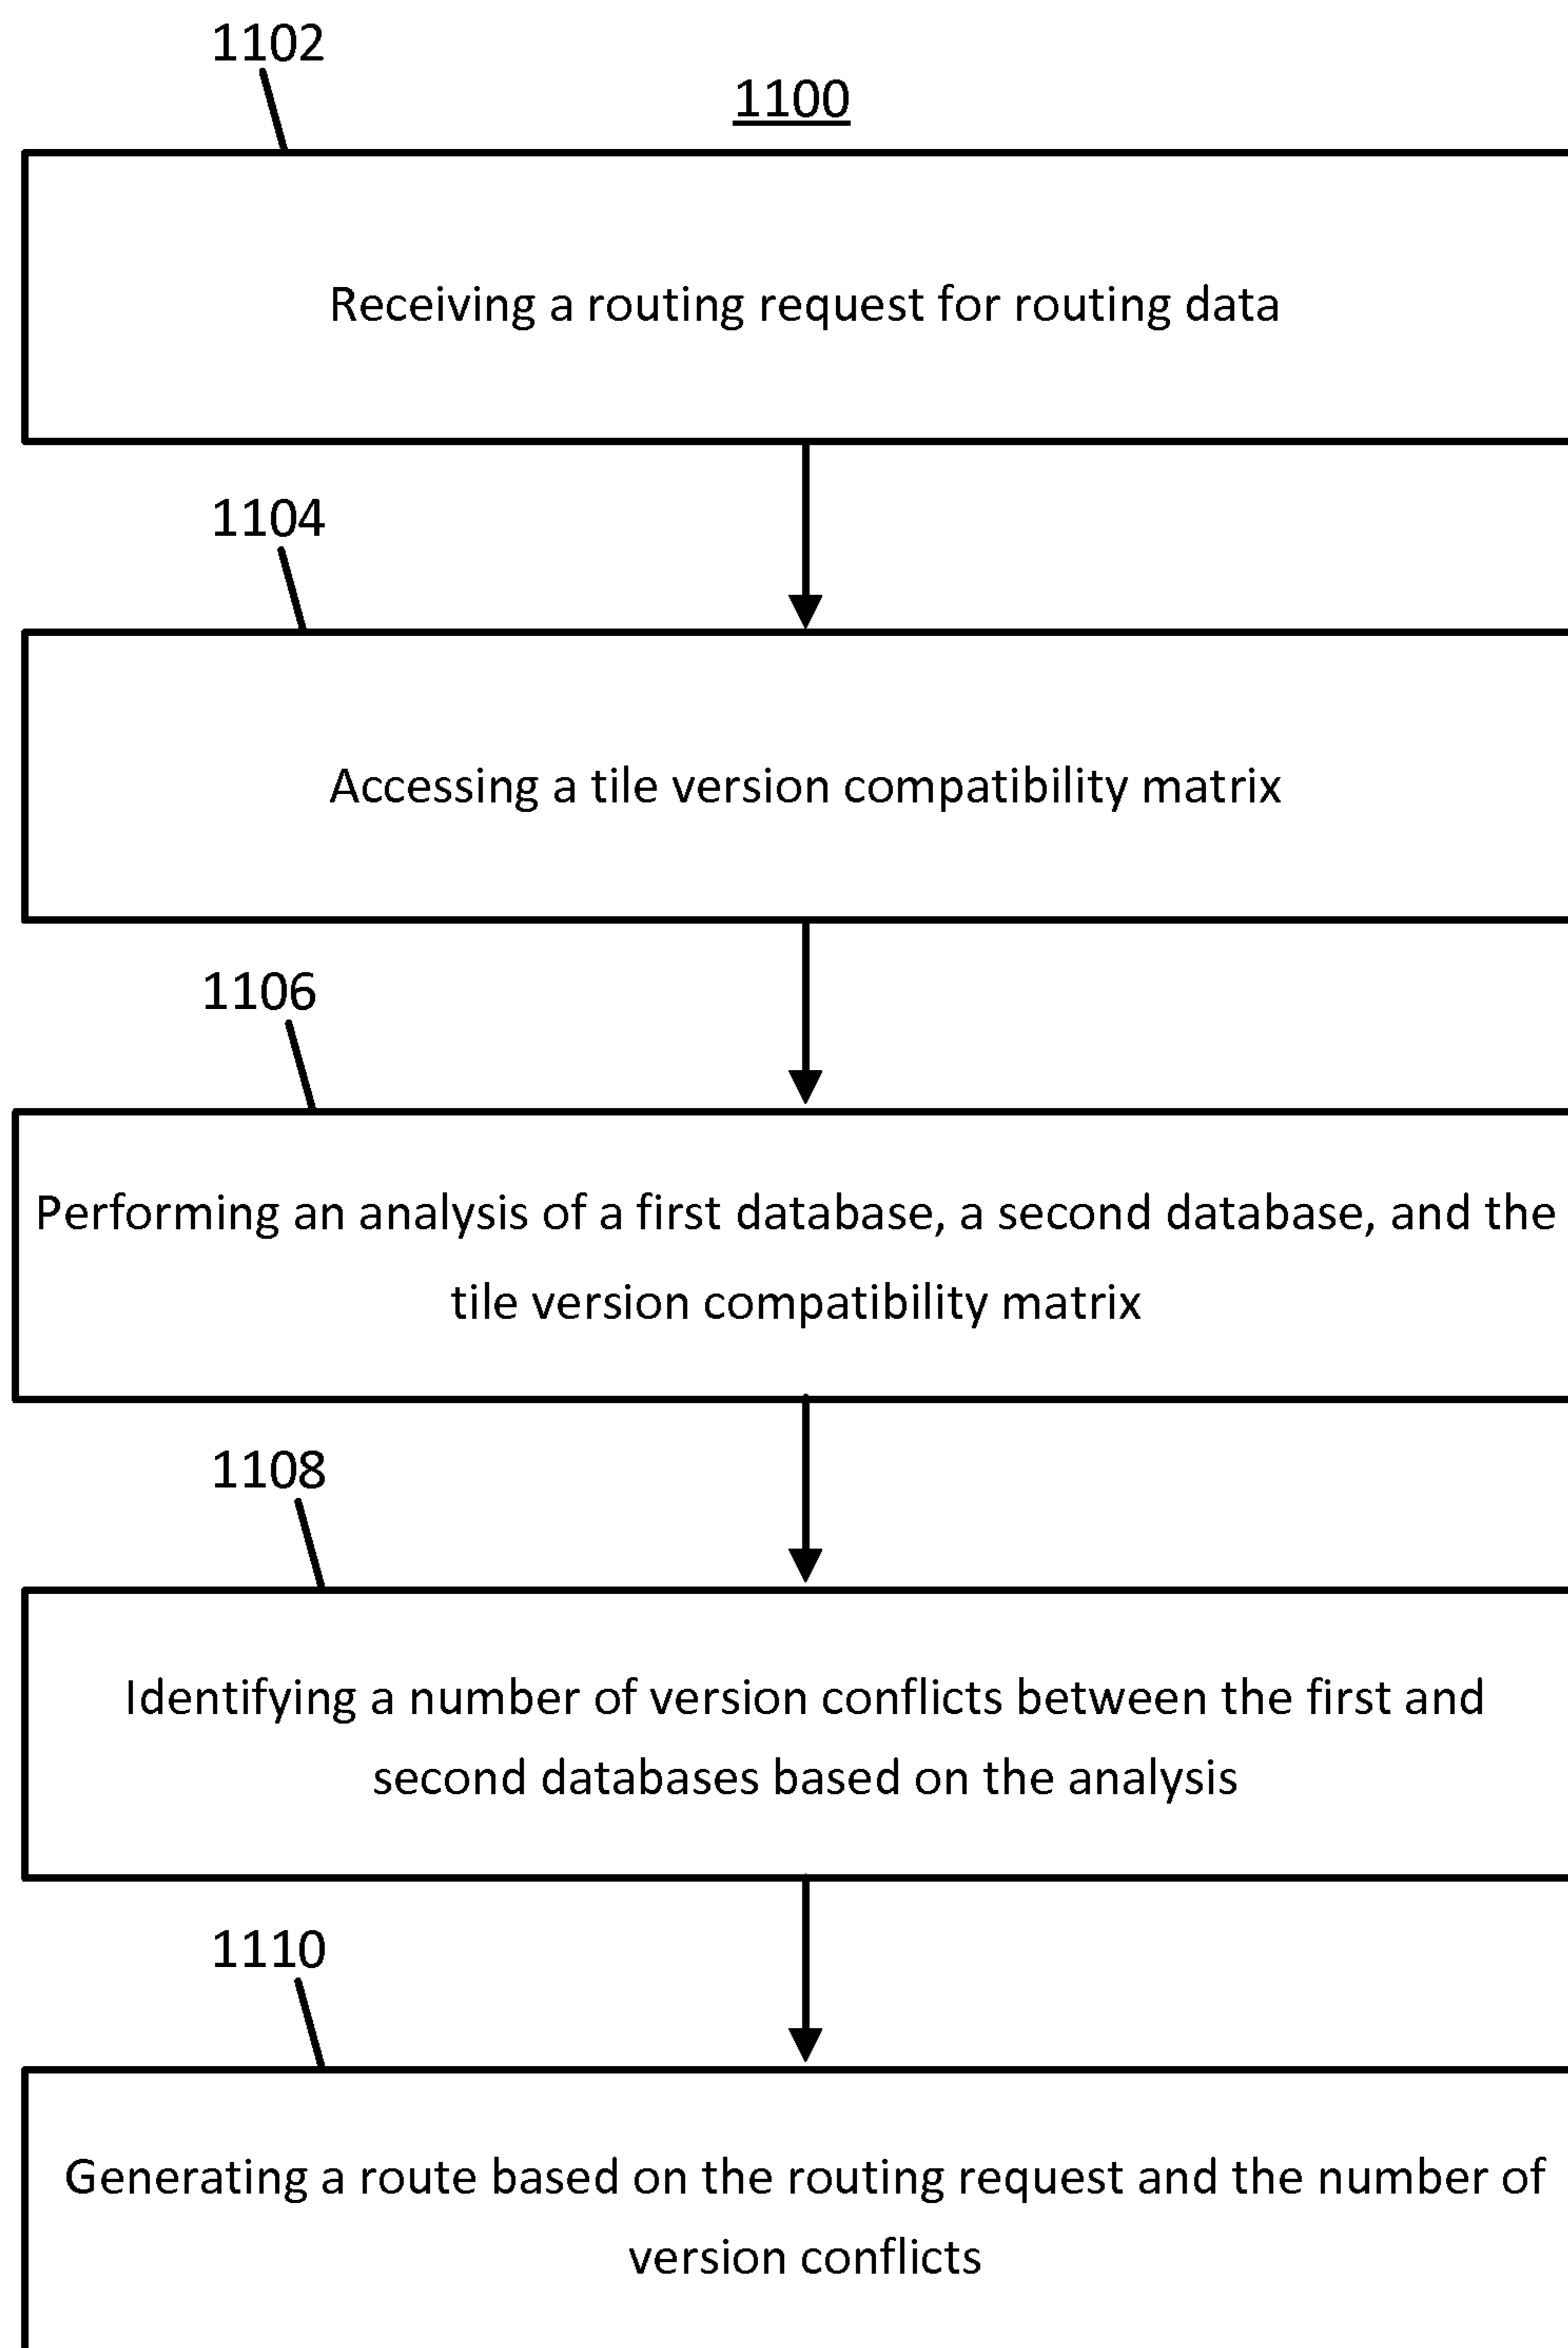 1102
1100
Receiving a routing request for routing data
1104
Accessing a tile version compatibility matrix
1106
Performing an analysis of a first database, a second database, and the
tile version compatibility matrix
1108
Identifying a number of version conflicts between the first and
second databases based on the analysis
1110
Generating a route based on the routing request and the number of
version conflicts